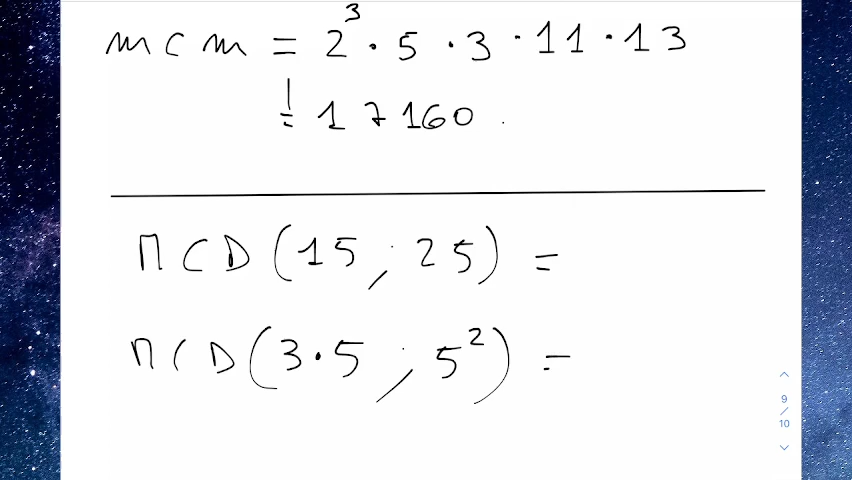 mcm = 2³ · 5 · 3 · 11 · 13
= 17160.
MCD (15 ; 25) =
MCD (3 · 5 ; 5²) =
9
/
10